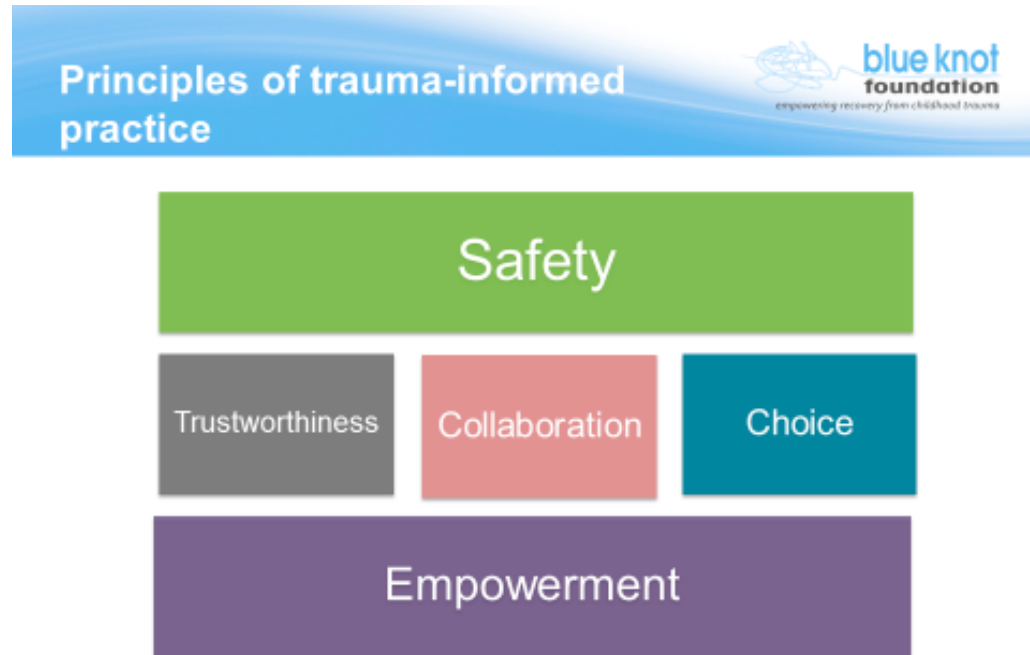 Principles of trauma-informed
practice
blue knot
foundation
empowering recovery from childhood trauma
Safety
Trustworthiness
Collaboration
Choice
Empowerment